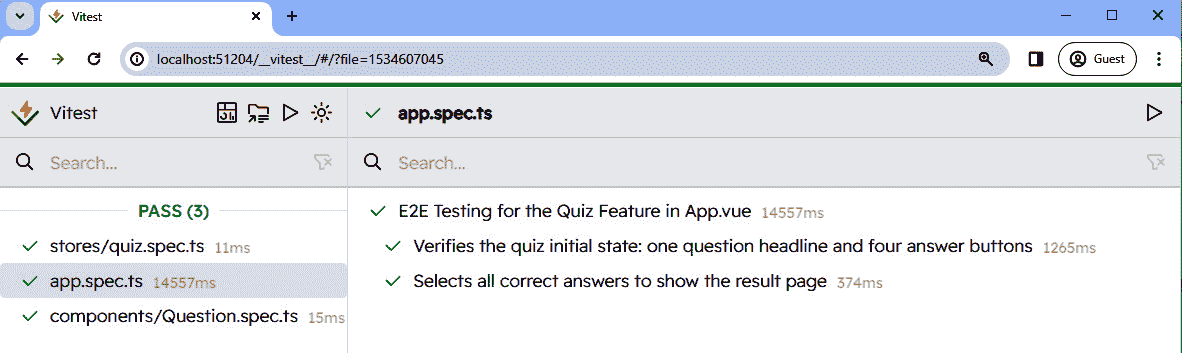 Vitest
localhost:51204/__vitest__/#/?file=1534607045
Guest
Vitest
app.spec.ts
Search...
Search...
PASS (3)
stores/quiz.spec.ts 11ms
app.spec.ts 14557ms
components/Question.spec.ts 15ms
E2E Testing for the Quiz Feature in App.vue 14557ms
Verifies the quiz initial state: one question headline and four answer buttons 1265ms
Selects all correct answers to show the result page 374ms